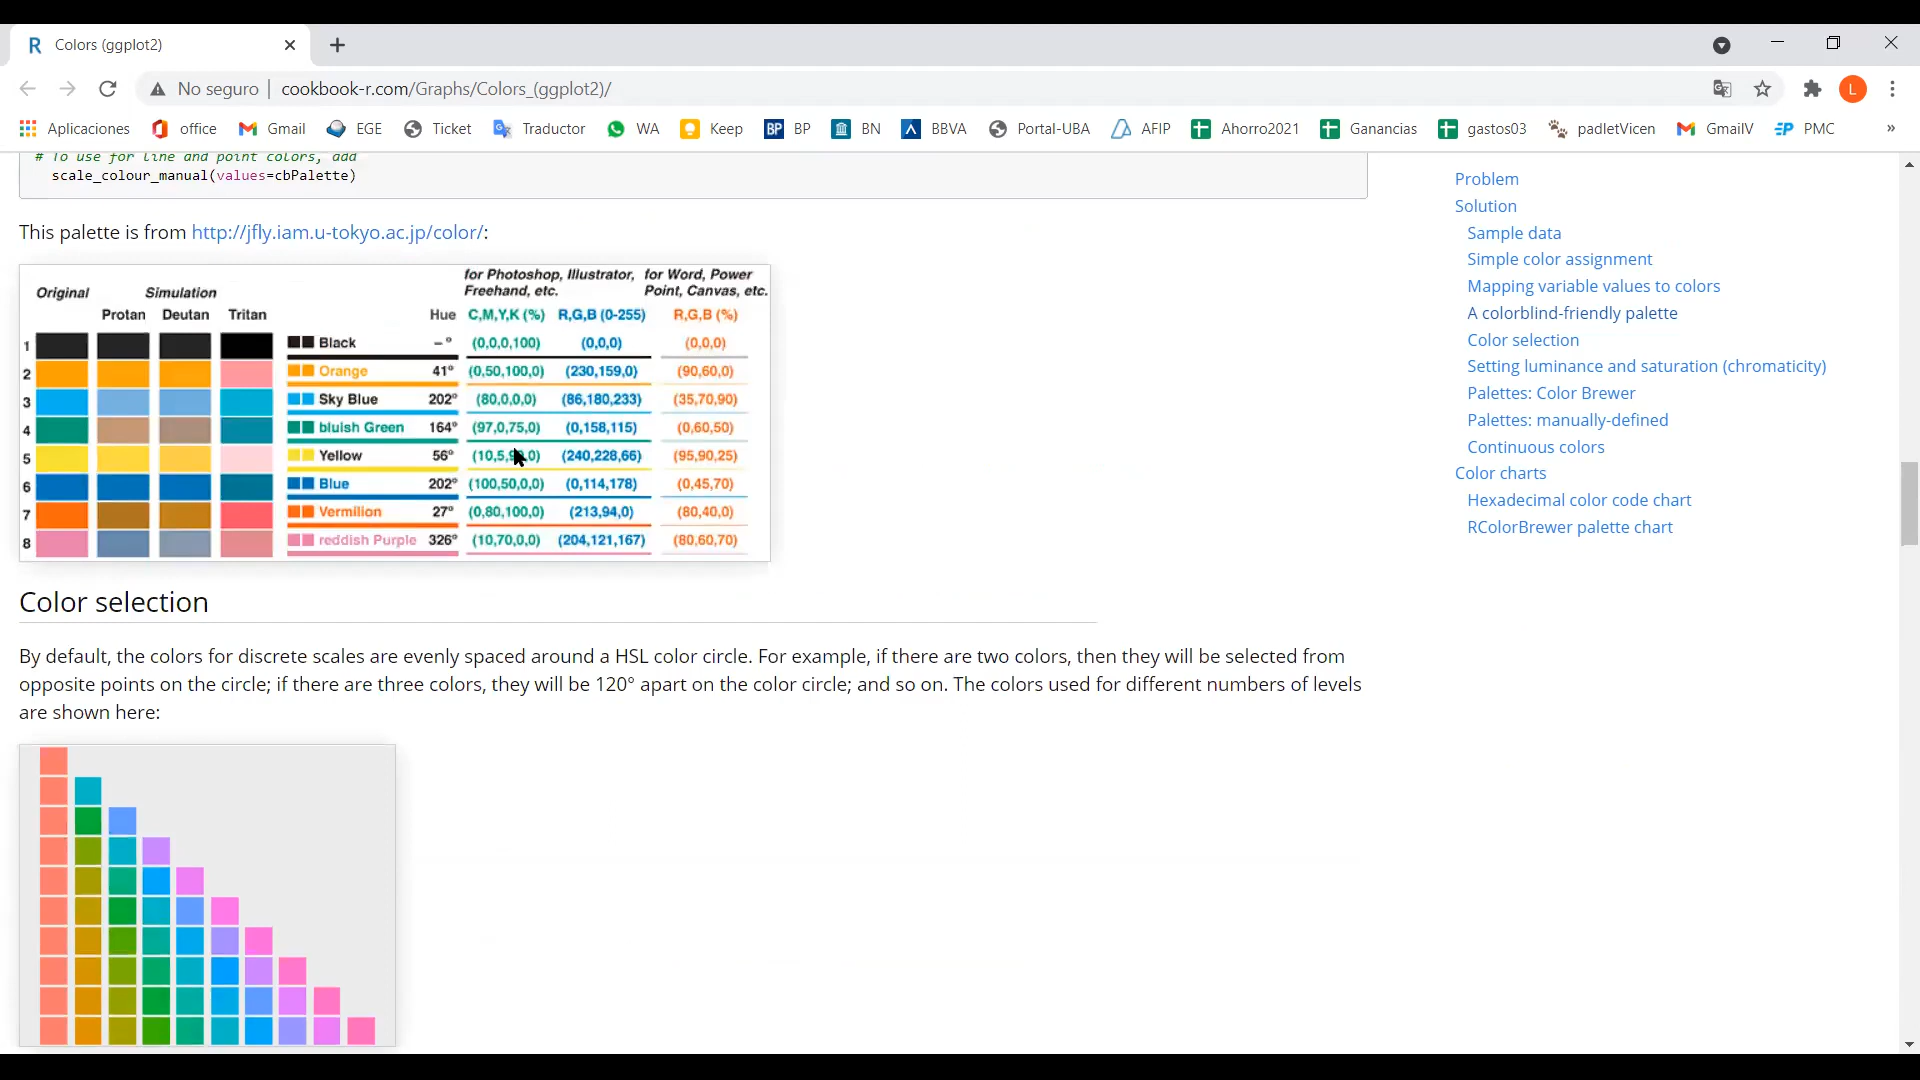 R Colors (ggplot2)
No seguro | cookbook-r.com/Graphs/Colors_(ggplot2)/
L
Aplicaciones office Gmail EGE Ticket Traductor WA Keep BP BP BN BBVA Portal-UBA AFIP Ahorro2021 Ganancias gastos03 padletVicen GmailV PMC »
# To use for line and point colors, add
scale_colour_manual(values=cbPalette)
This palette is from http://jfly.iam.u-tokyo.ac.jp/color/:
for Photoshop, Illustrator, for Word, Power
Original Simulation Freehand, etc. Point, Canvas, etc.
Protan Deutan Tritan Hue C,M,Y,K (%) R,G,B (0-255) R,G,B (%)
1 Black – ° (0,0,0,100) (0,0,0) (0,0,0)
2 Orange 41° (0,50,100,0) (230,159,0) (90,60,0)
3 Sky Blue 202° (80,0,0,0) (86,180,233) (35,70,90)
4 bluish Green 164° (97,0,75,0) (0,158,115) (0,60,50)
5 Yellow 56° (10,5, ,0) (240,228,66) (95,90,25)
6 Blue 202° (100,50,0,0) (0,114,178) (0,45,70)
7 Vermilion 27° (0,80,100,0) (213,94,0) (80,40,0)
8 reddish Purple 326° (10,70,0,0) (204,121,167) (80,60,70)
Color selection
By default, the colors for discrete scales are evenly spaced around a HSL color circle. For example, if there are two colors, then they will be selected from
opposite points on the circle; if there are three colors, they will be 120° apart on the color circle; and so on. The colors used for different numbers of levels
are shown here:
Problem
Solution
Sample data
Simple color assignment
Mapping variable values to colors
A colorblind-friendly palette
Color selection
Setting luminance and saturation (chromaticity)
Palettes: Color Brewer
Palettes: manually-defined
Continuous colors
Color charts
Hexadecimal color code chart
RColorBrewer palette chart